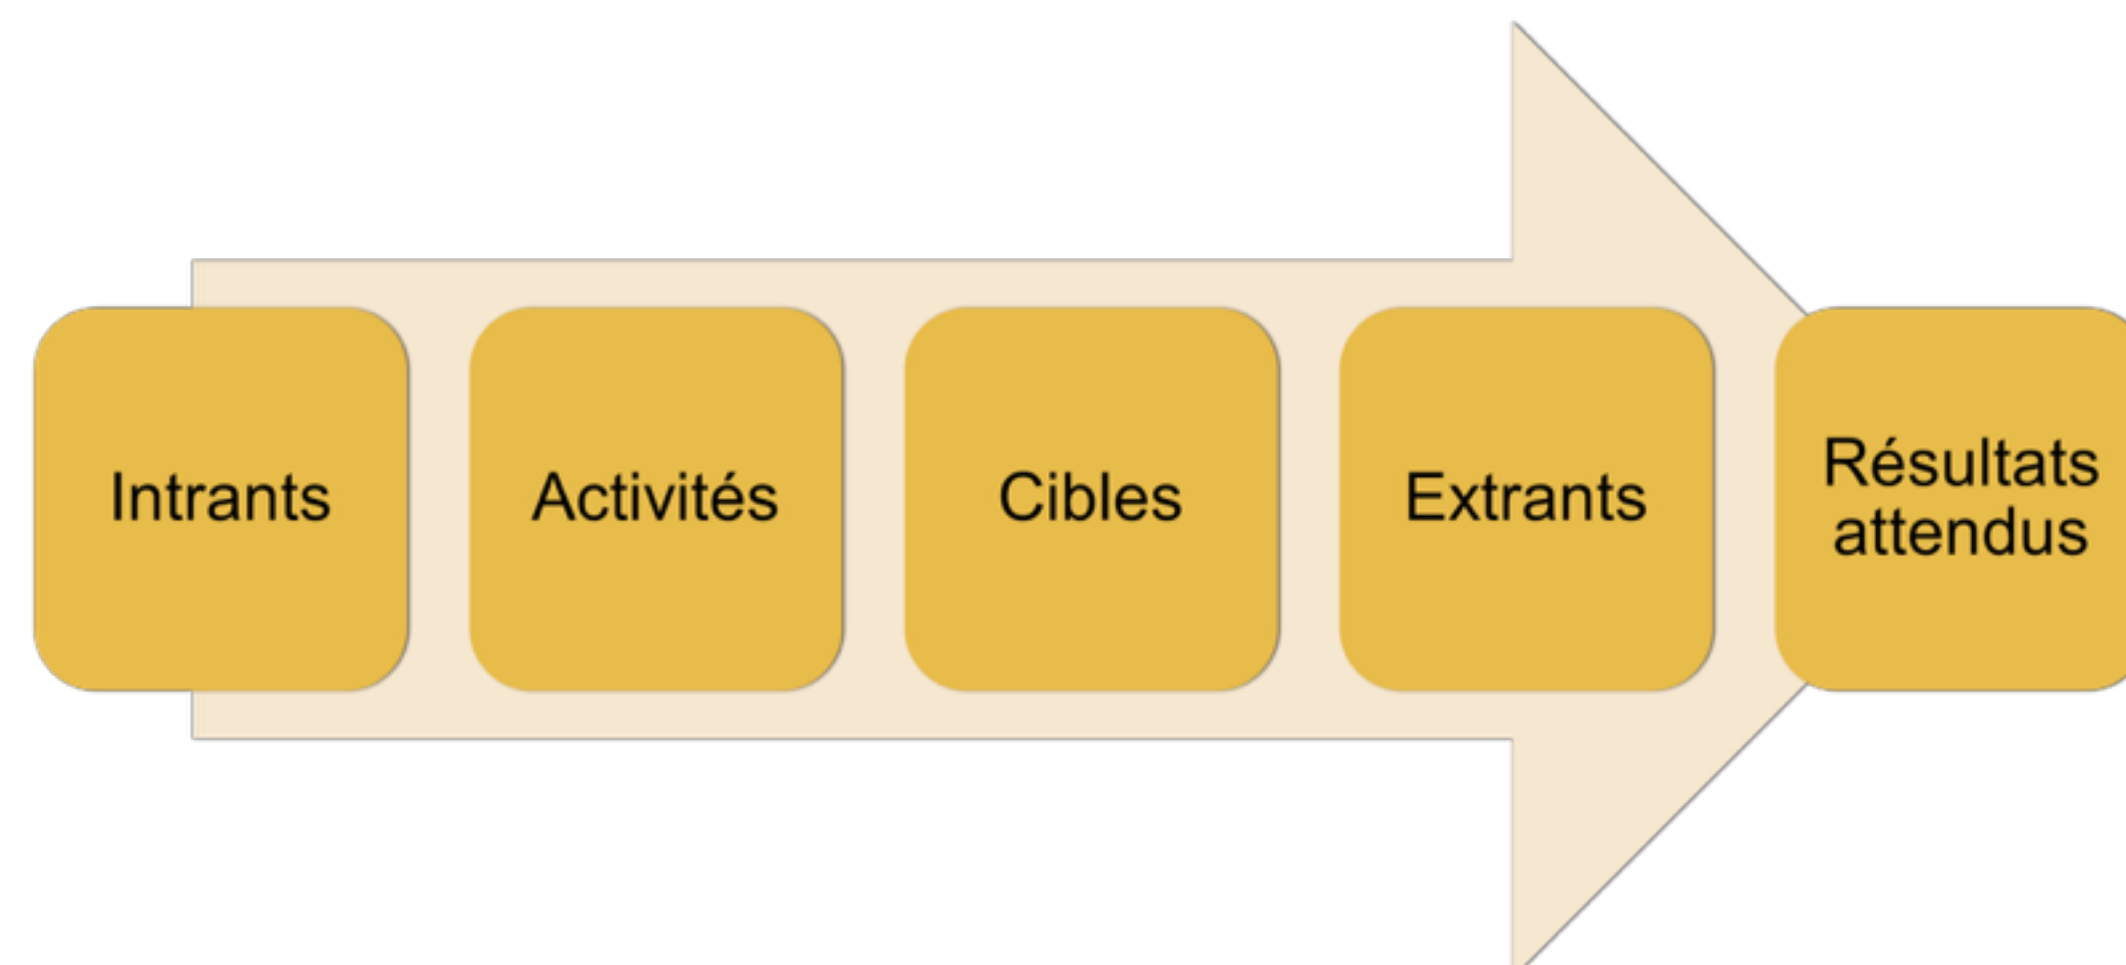 Intrants
Activités
Cibles
Extrants
Résultats
attendus